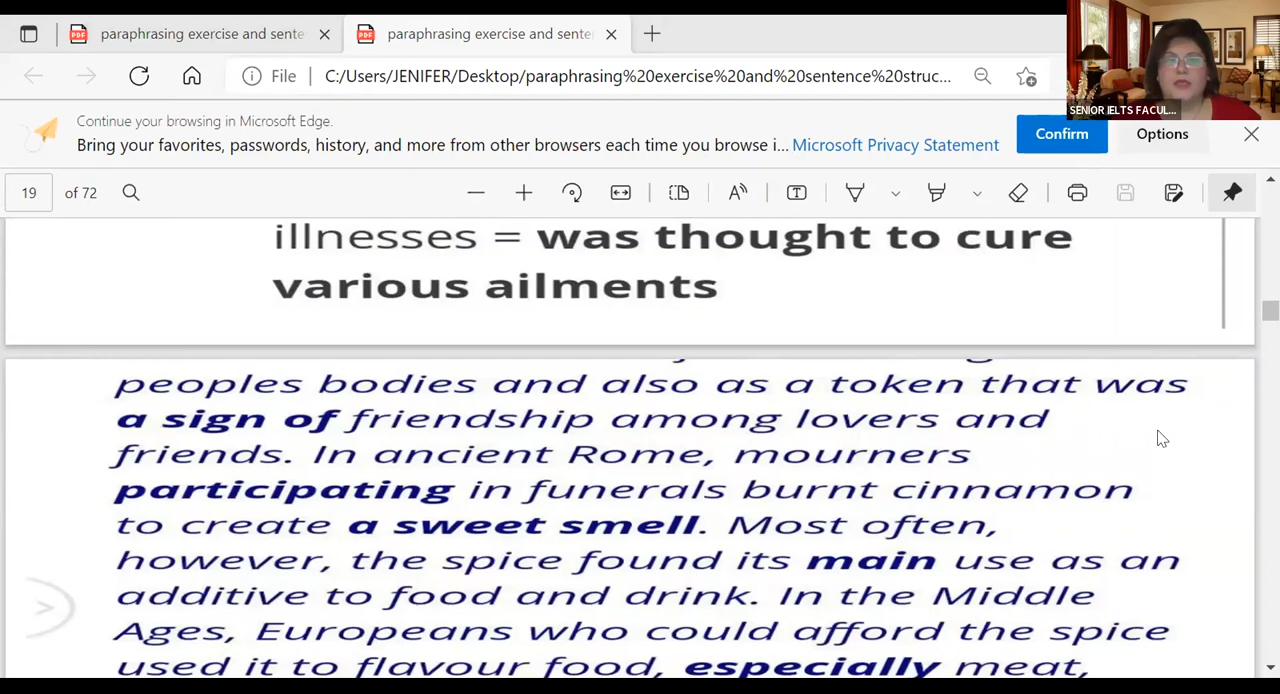 paraphrasing exercise and sente
paraphrasing exercise and sente
File
C:/Users/JENIFER/Desktop/paraphrasing%20exercise%20and%20sentence%20struc...
SENIOR IELTS FACUL...
Continue your browsing in Microsoft Edge.
Bring your favorites, passwords, history, and more from other browsers each time you browse i... Microsoft Privacy Statement
Confirm
Options
19 of 72
illnesses = was thought to cure
various ailments
peoples bodies and also as a token that was
a sign of friendship among lovers and
friends. In ancient Rome, mourners
participating in funerals burnt cinnamon
to create a sweet smell. Most often,
however, the spice found its main use as an
additive to food and drink. In the Middle
Ages, Europeans who could afford the spice
used it to flavour food, especially meat,